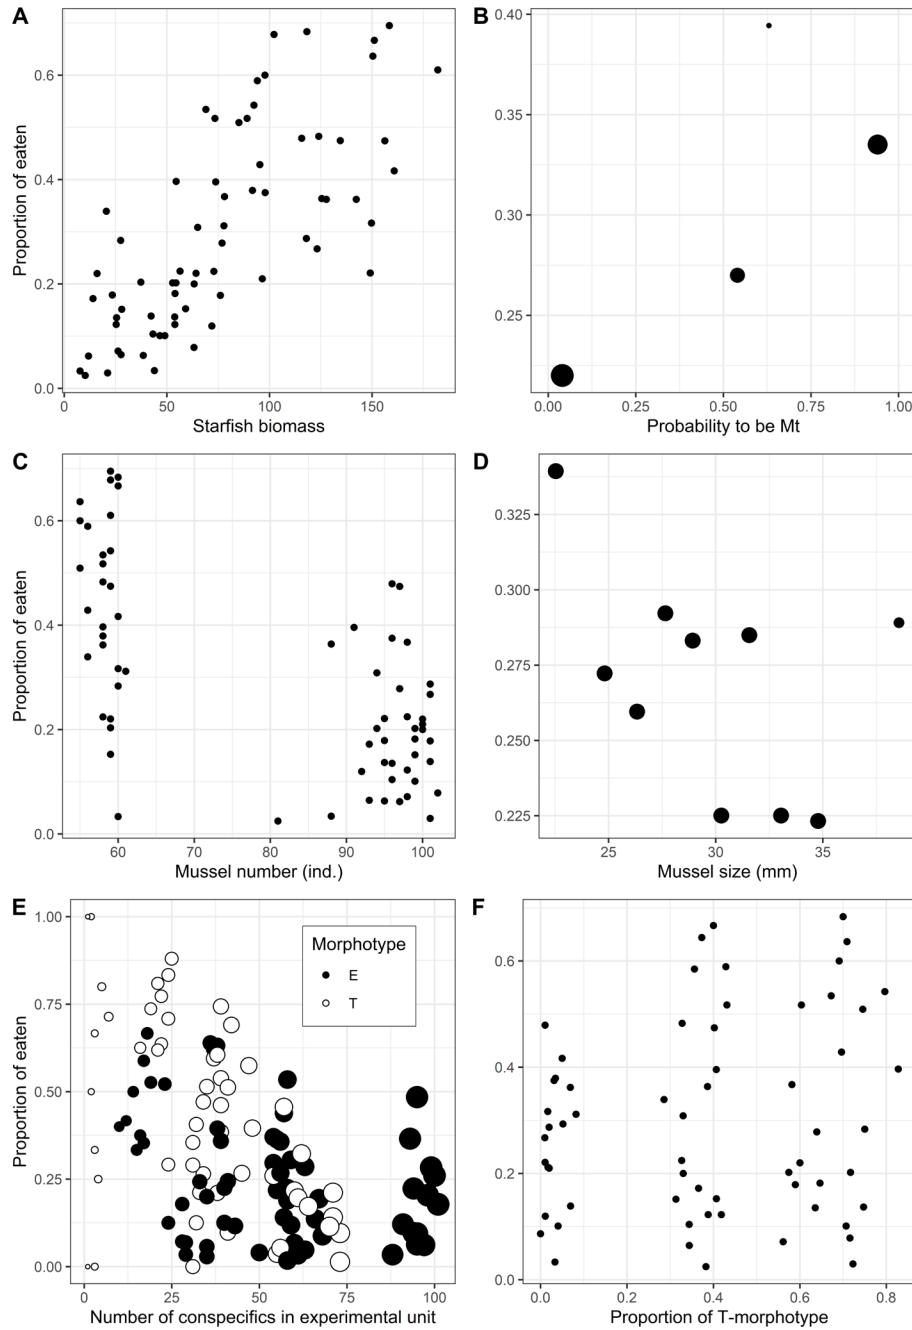 A
B
0.6
0.4
0.2
0.0
Proportion of eaten
0 50 100 150
Starfish biomass
0.40
0.35
0.30
0.25
0.00 0.25 0.50 0.75 1.00
Probability to be Mt
C
D
0.6
0.4
0.2
0.0
Proportion of eaten
60 70 80 90 100
Mussel number (ind.)
0.325
0.300
0.275
0.250
0.225
25 30 35
Mussel size (mm)
E
F
1.00
0.75
0.50
0.25
0.00
Proportion of eaten
Morphotype
E
T
0 25 50 75 100
Number of conspecifics in experimental unit
0.6
0.4
0.2
0.0
0.0 0.2 0.4 0.6 0.8
Proportion of T-morphotype